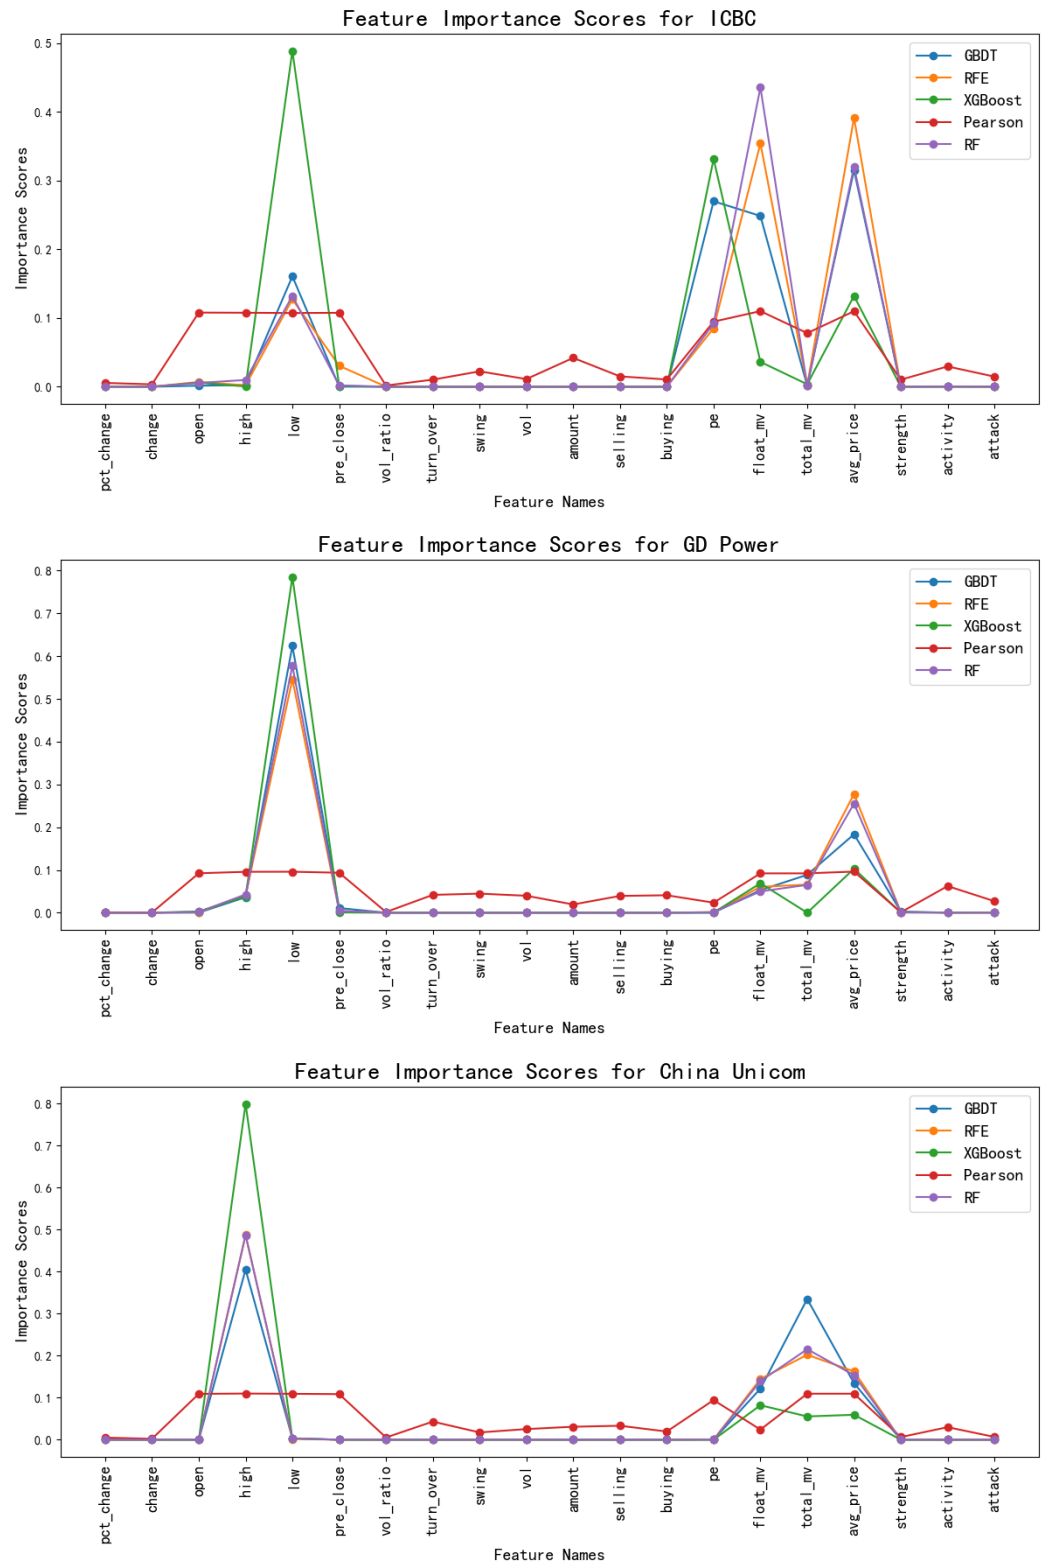 Feature Importance Scores for ICBC
Importance Scores
0.5
0.4
0.3
0.2
0.1
0.0
GBDT
RFE
XGBoost
Pearson
RF
pct_change
change
open
high
low
pre_close
vol_ratio
turn_over
swing
vol
amount
selling
buying
pe
float_mv
total_mv
avg_price
strength
activity
attack
Feature Names
Feature Importance Scores for GD Power
Importance Scores
0.8
0.7
0.6
0.5
0.4
0.3
0.2
0.1
0.0
GBDT
RFE
XGBoost
Pearson
RF
pct_change
change
open
high
low
pre_close
vol_ratio
turn_over
swing
vol
amount
selling
buying
pe
float_mv
total_mv
avg_price
strength
activity
attack
Feature Names
Feature Importance Scores for China Unicom
Importance Scores
0.8
0.7
0.6
0.5
0.4
0.3
0.2
0.1
0.0
GBDT
RFE
XGBoost
Pearson
RF
pct_change
change
open
high
low
pre_close
vol_ratio
turn_over
swing
vol
amount
selling
buying
pe
float_mv
total_mv
avg_price
strength
activity
attack
Feature Names